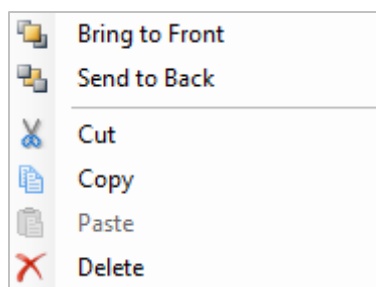 Bring to Front
Send to Back
Cut
Copy
Paste
Delete